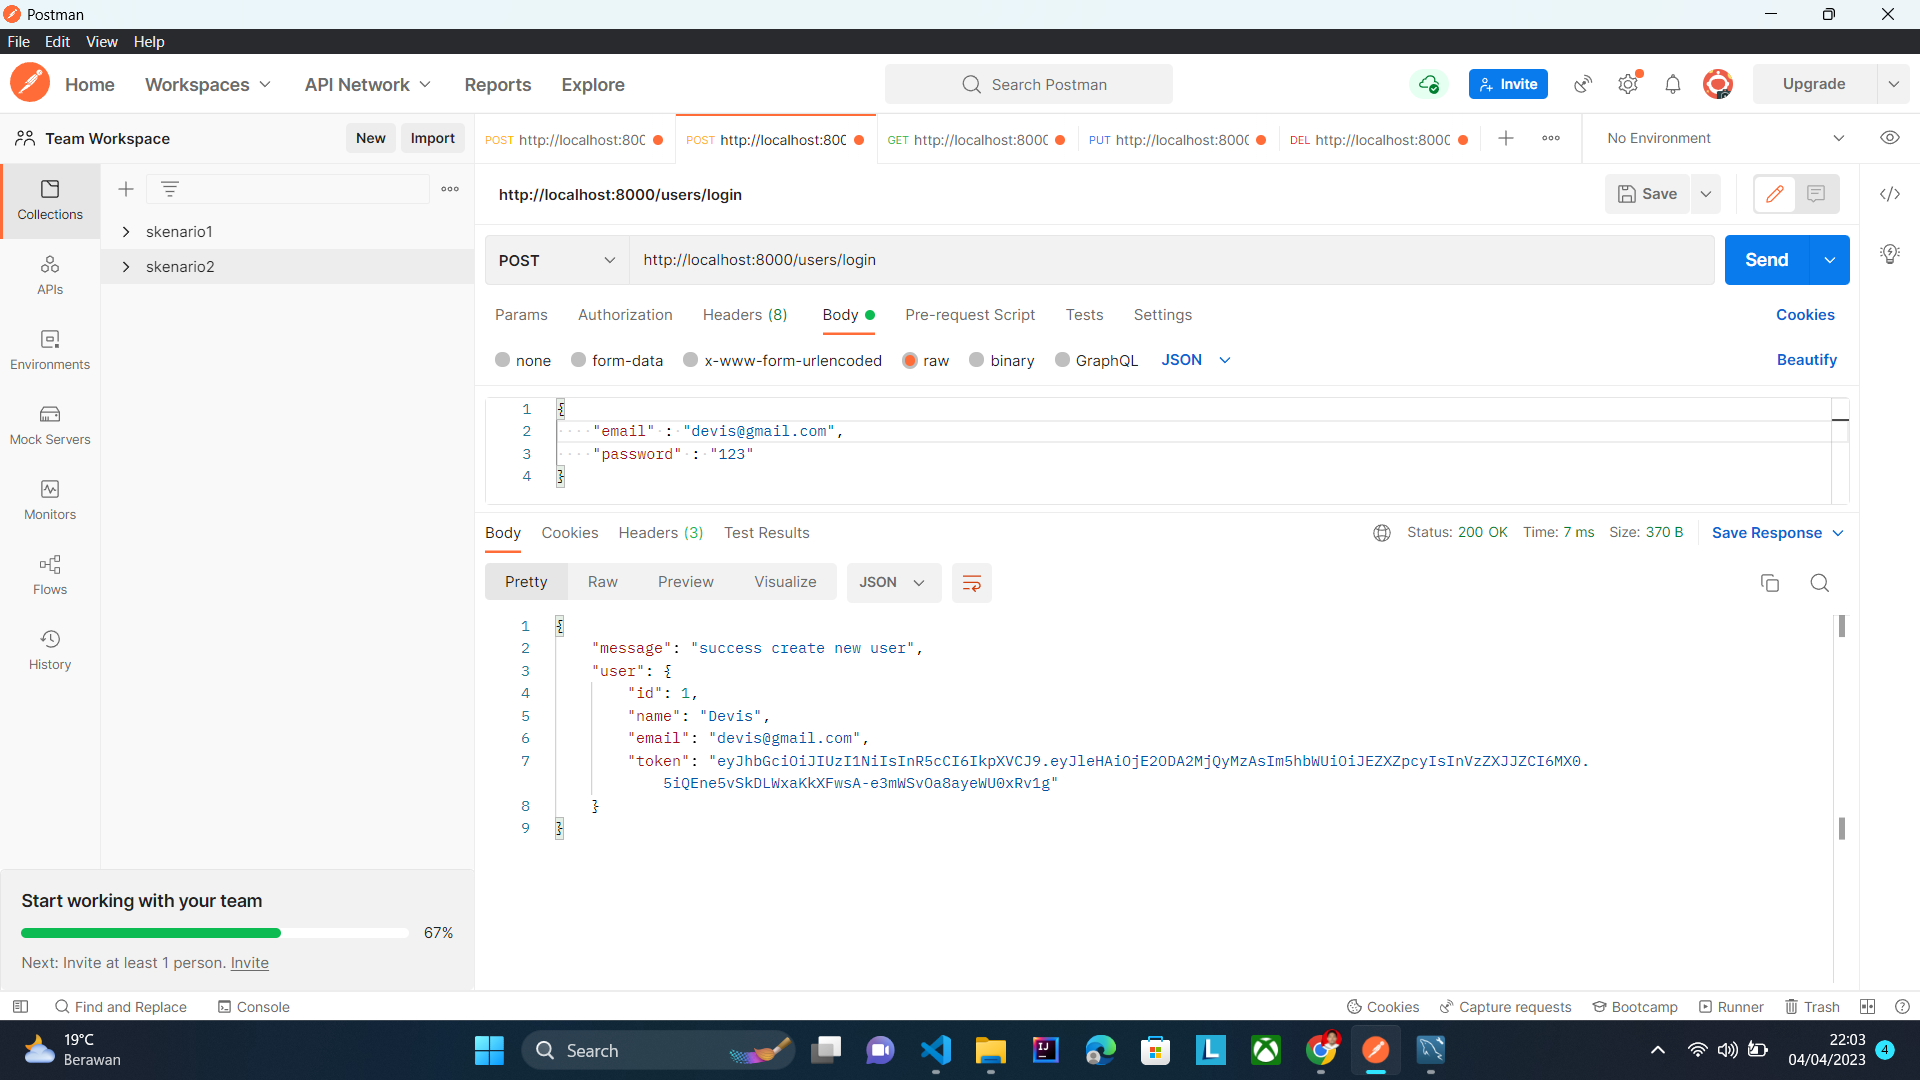 Postman
File Edit View Help
Home Workspaces API Network Reports Explore Search Postman Invite Upgrade
Team Workspace New Import
POST http://localhost:800 POST http://localhost:800 GET http://localhost:8000 PUT http://localhost:8000 DEL http://localhost:8000 No Environment
Collections
APIs
Environments
Mock Servers
Monitors
Flows
History
skenario1
skenario2
http://localhost:8000/users/login Save
POST http://localhost:8000/users/login Send
Params Authorization Headers (8) Body Pre-request Script Tests Settings Cookies
none form-data x-www-form-urlencoded raw binary GraphQL JSON Beautify
1 {
2 "email" : "devis@gmail.com",
3 "password" : "123"
4 }
Body Cookies Headers (3) Test Results Status: 200 OK Time: 7 ms Size: 370 B Save Response
Pretty Raw Preview Visualize JSON
1 {
2 "message": "success create new user",
3 "user": {
4 "id": 1,
5 "name": "Devis",
6 "email": "devis@gmail.com",
7 "token": "eyJhbGciOiJIUzI1NiIsInR5cCI6IkpXVCJ9.eyJleHAiOjE2ODA2MjQyMzAsIm5hbWUiOiJEZXZpcyIsInVzZXJJZCI6MX0.
5iQEne5vSkDLWxaKkXFwsA-e3mWSvOa8ayeWU0xRv1g"
8 }
9 }
Start working with your team
67%
Next: Invite at least 1 person. Invite
Find and Replace Console Cookies Capture requests Bootcamp Runner Trash
19°C
Berawan
Search
22:03
04/04/2023
4